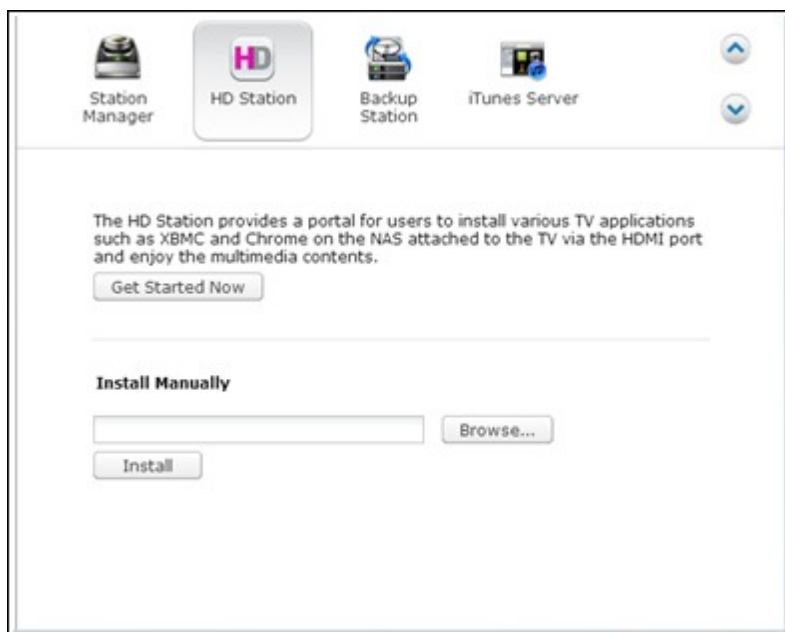 Station
Manager
HD
HD Station
Backup
Station
iTunes Server
The HD Station provides a portal for users to install various TV applications
such as XBMC and Chrome on the NAS attached to the TV via the HDMI port
and enjoy the multimedia contents.
Get Started Now
Install Manually
Browse...
Install